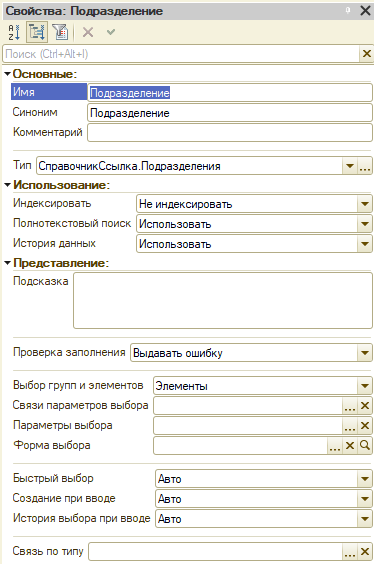 Свойства: Подразделение
Поиск (Ctrl+Alt+I)
Основные:
Имя Подразделение
Синоним Подразделение
Комментарий
Тип СправочникСсылка.Подразделения
Использование:
Индексировать Не индексировать
Полнотекстовый поиск Использовать
История данных Использовать
Представление:
Подсказка
Проверка заполнения Выдавать ошибку
Выбор групп и элементов Элементы
Связи параметров выбора
Параметры выбора
Форма выбора
Быстрый выбор Авто
Создание при вводе Авто
История выбора при вводе Авто
Связь по типу